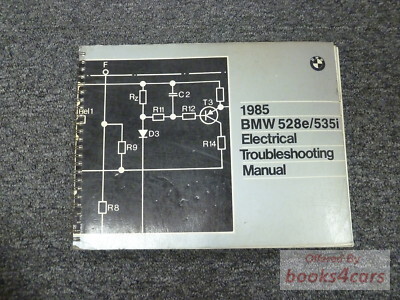 F
Rel1
Rz
C2
T3
R11
R12
D3
R9
R14
R8
1985
BMW 528e/535i
Electrical
Troubleshooting
Manual
Offered By
books4cars